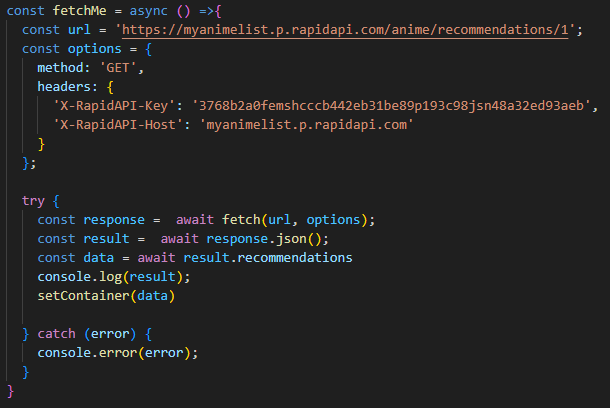 const fetchMe = async () =>{
  const url = 'https://myanimelist.p.rapidapi.com/anime/recommendations/1';
  const options = {
    method: 'GET',
    headers: {
      'X-RapidAPI-Key': '3768b2a0femshcccb442eb31be89p193c98jsn48a32ed93aeb',
      'X-RapidAPI-Host': 'myanimelist.p.rapidapi.com'
    }
  };

  try {
    const response =  await fetch(url, options);
    const result =  await response.json();
    const data = await result.recommendations
    console.log(result);
    setContainer(data)

  } catch (error) {
    console.error(error);
  }
}